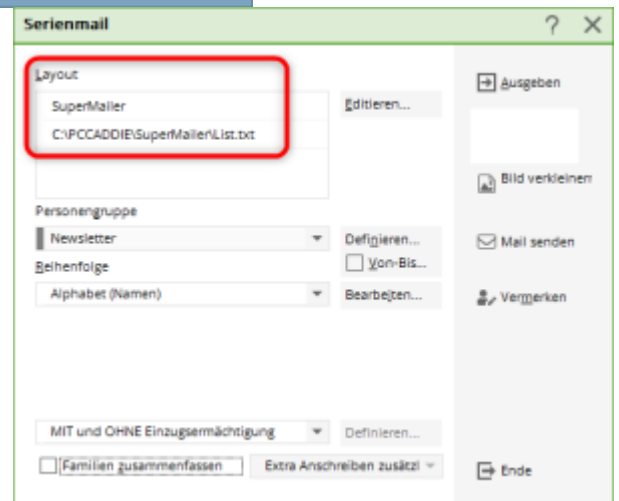 Serienmail
Layout
SuperMailer
C:\PCCADDIE\SuperMailer\List.txt
Editieren...
Ausgeben
Bild verkleinern
Personengruppe
Newsletter
Definieren...
Von-Bis...
Mail senden
Reihenfolge
Alphabet (Namen)
Bearbeiten...
Vermerken
MIT und OHNE Einzugsermächtigung
Definieren...
Familien zusammenfassen
Extra Anschreiben zusätzl
Ende